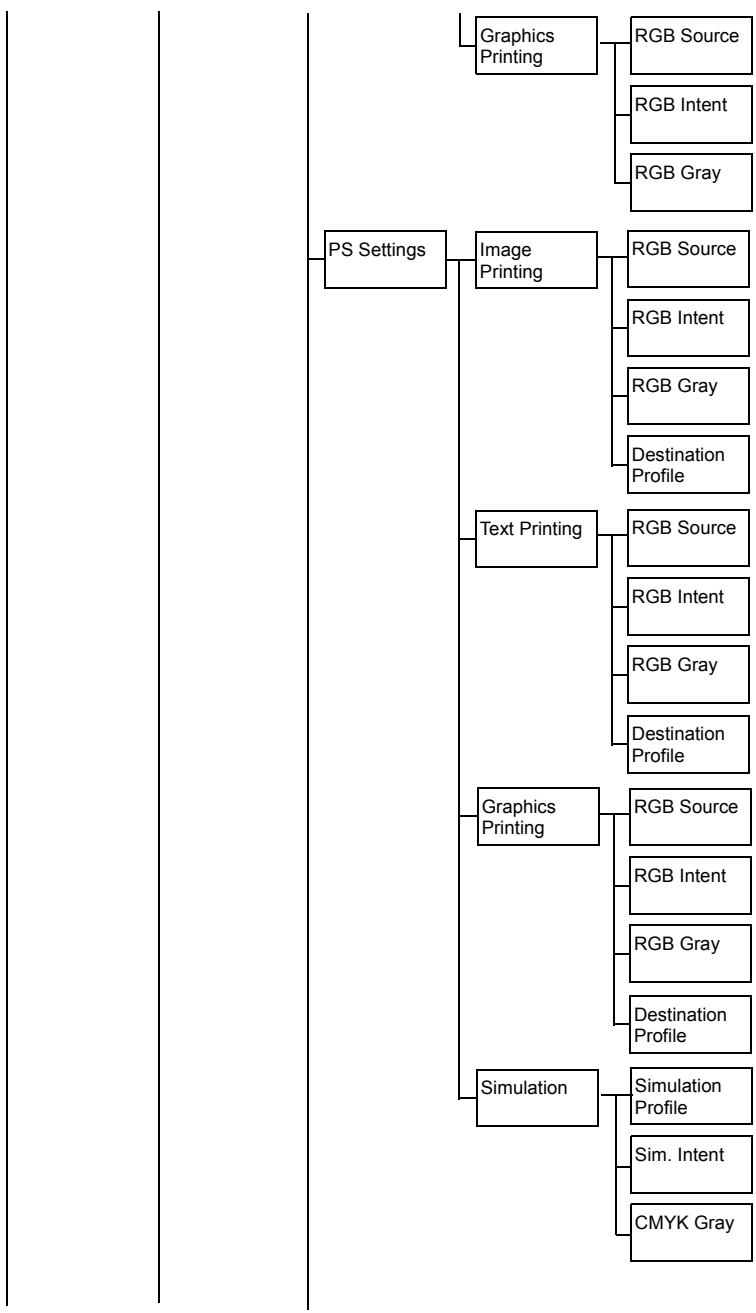 Graphics
Printing
RGB Source
RGB Intent
RGB Gray
PS Settings
Image
Printing
RGB Source
RGB Intent
RGB Gray
Destination
Profile
Text Printing
RGB Source
RGB Intent
RGB Gray
Destination
Profile
Graphics
Printing
RGB Source
RGB Intent
RGB Gray
Destination
Profile
Simulation
Simulation
Profile
Sim. Intent
CMYK Gray